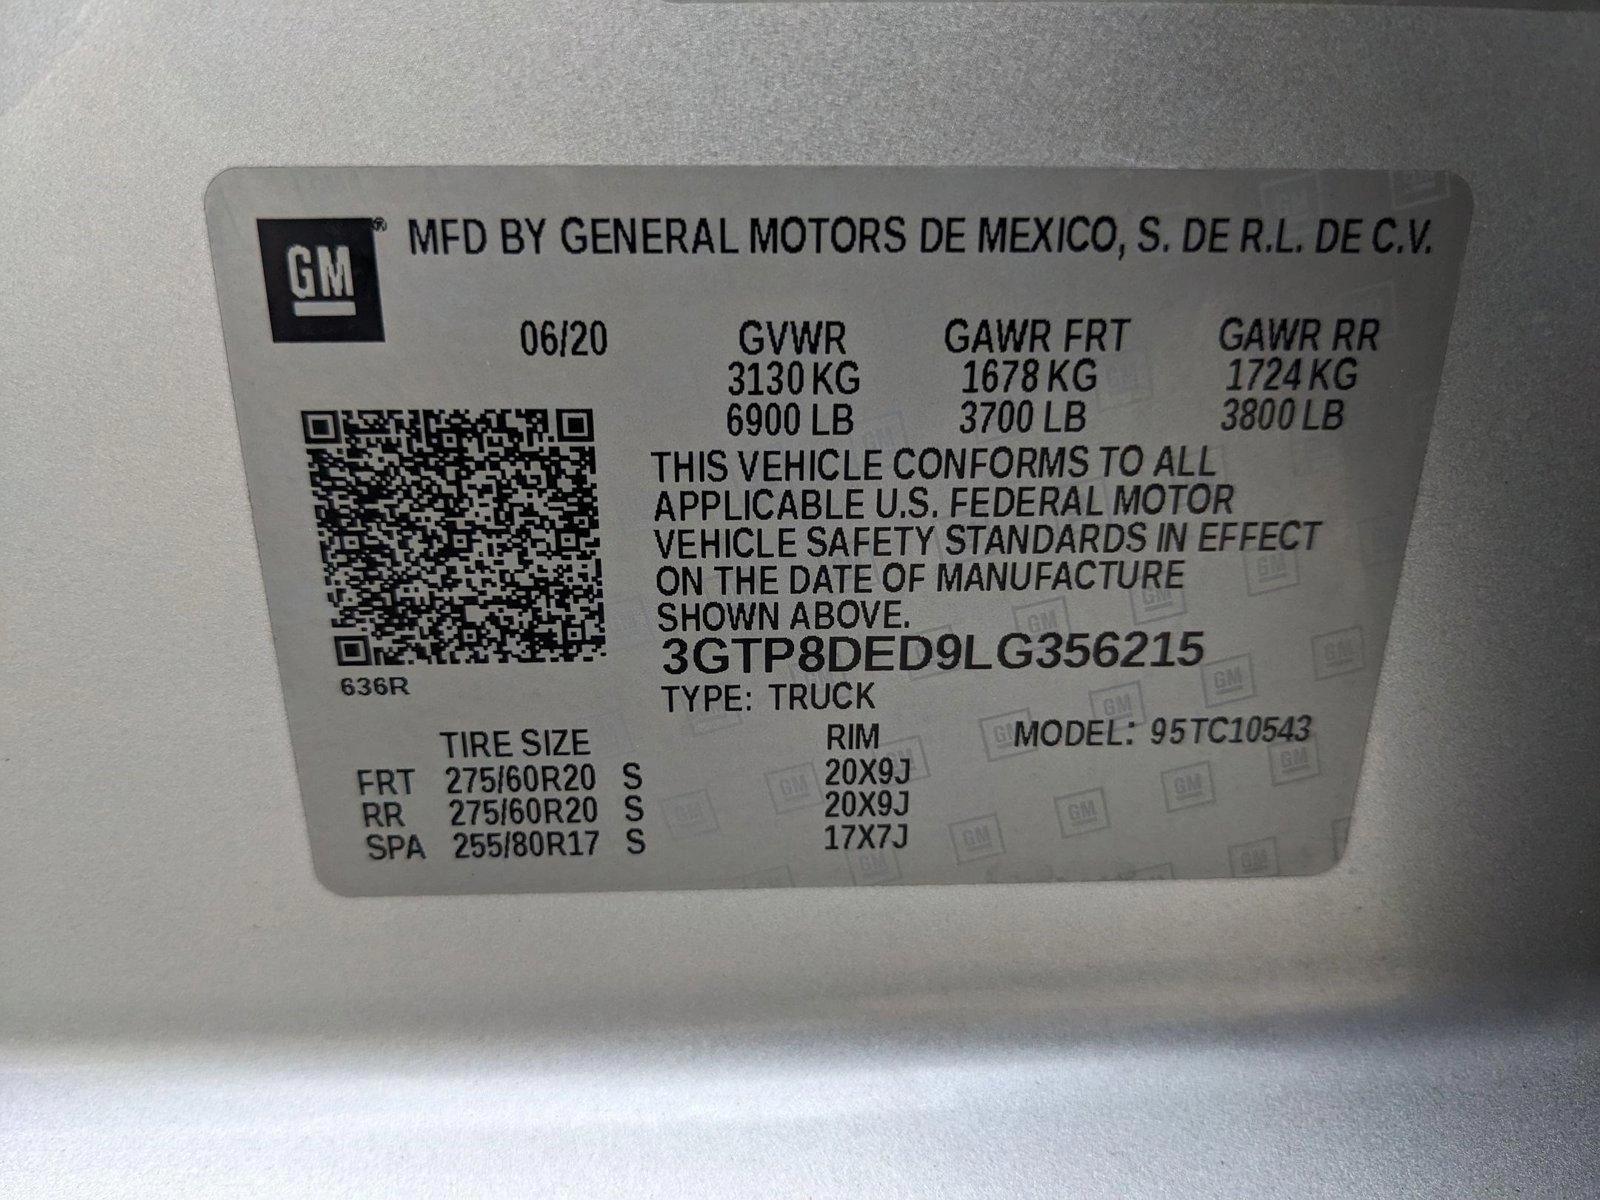 GM® MFD BY GENERAL MOTORS DE MEXICO, S. DE R.L. DE C.V.
06/20 GVWR GAWR FRT GAWR RR
3130 KG 1678 KG 1724 KG
6900 LB 3700 LB 3800 LB
THIS VEHICLE CONFORMS TO ALL
APPLICABLE U.S. FEDERAL MOTOR
VEHICLE SAFETY STANDARDS IN EFFECT
ON THE DATE OF MANUFACTURE
SHOWN ABOVE.
3GTP8DED9LG356215
636R
TYPE: TRUCK
TIRE SIZE RIM MODEL: 95TC10543
FRT 275/60R20 S 20X9J
RR 275/60R20 S 20X9J
SPA 255/80R17 S 17X7J